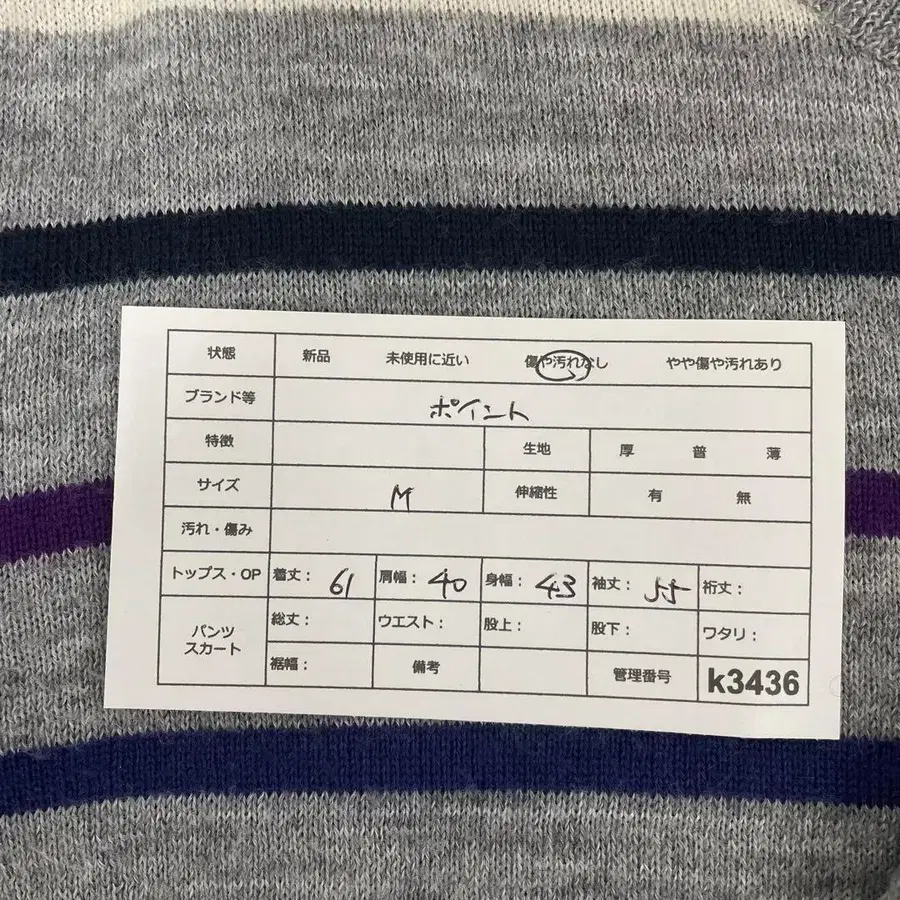 状態 新品 未使用に近い 傷や汚れなし やや傷や汚れあり
ブランド等 ポイント
特徴 生地 厚 普 薄
サイズ M 伸縮性 有 無
汚れ・傷み
トップス・OP 着丈: 61 肩幅: 40 身幅: 43 袖丈: 55 裄丈:
パンツ スカート 総丈: ウエスト: 股上: 股下: ワタリ:
裾幅: 備考 管理番号 k3436